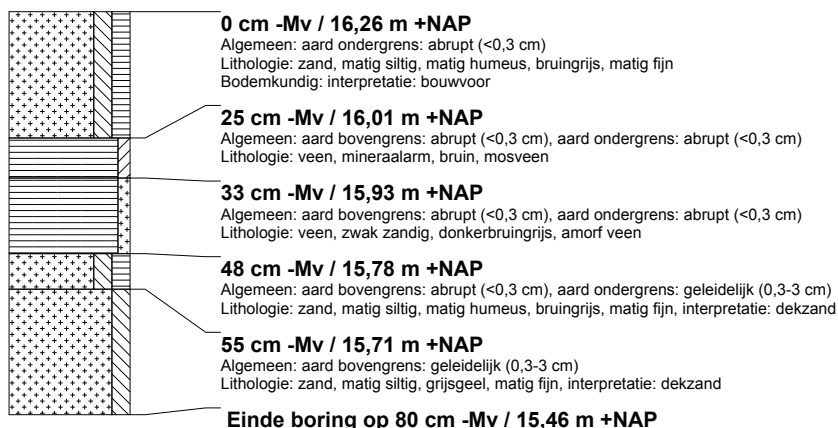 0 cm -Mv / 16,26 m +NAP
Algemeen: aard ondergrens: abrupt (<0,3 cm)
Lithologie: zand, matig siltig, matig humeus, bruingrijs, matig fijn
Bodemkundig: interpretatie: bouwvoor
25 cm -Mv / 16,01 m +NAP
Algemeen: aard bovengrens: abrupt (<0,3 cm), aard ondergrens: abrupt (<0,3 cm)
Lithologie: veen, mineraalarm, bruin, mosveen
33 cm -Mv / 15,93 m +NAP
Algemeen: aard bovengrens: abrupt (<0,3 cm), aard ondergrens: abrupt (<0,3 cm)
Lithologie: veen, zwak zandig, donkerbruingrijs, amorf veen
48 cm -Mv / 15,78 m +NAP
Algemeen: aard bovengrens: abrupt (<0,3 cm), aard ondergrens: geleidelijk (0,3-3 cm)
Lithologie: zand, matig siltig, matig humeus, bruingrijs, matig fijn, interpretatie: dekzand
55 cm -Mv / 15,71 m +NAP
Algemeen: aard bovengrens: geleidelijk (0,3-3 cm)
Lithologie: zand, matig siltig, grijsgeel, matig fijn, interpretatie: dekzand
Einde boring op 80 cm -Mv / 15,46 m +NAP